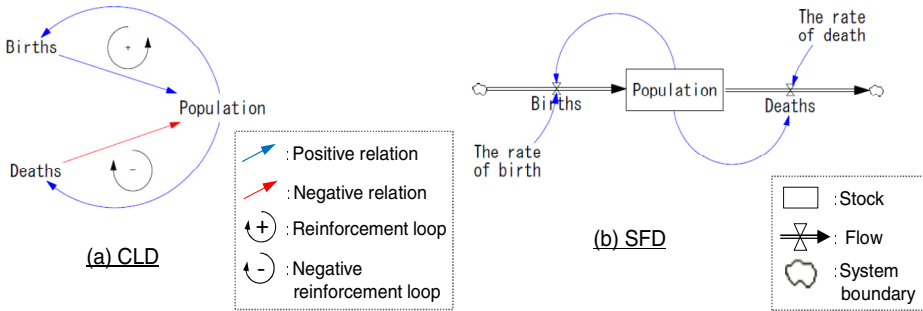 Births
+
Population
Deaths
-
(a) CLD
: Positive relation
: Negative relation
+ : Reinforcement loop
- : Negative
reinforcement loop
The rate
of death
Births
Population
Deaths
The rate
of birth
(b) SFD
: Stock
: Flow
: System
boundary